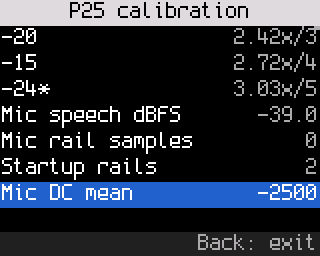 P25 calibration
-20 2.42x/3
-15 2.72x/4
-24* 3.03x/5
Mic speech dBFS -39.0
Mic rail samples 0
Startup rails 2
Mic DC mean -2500
Back: exit